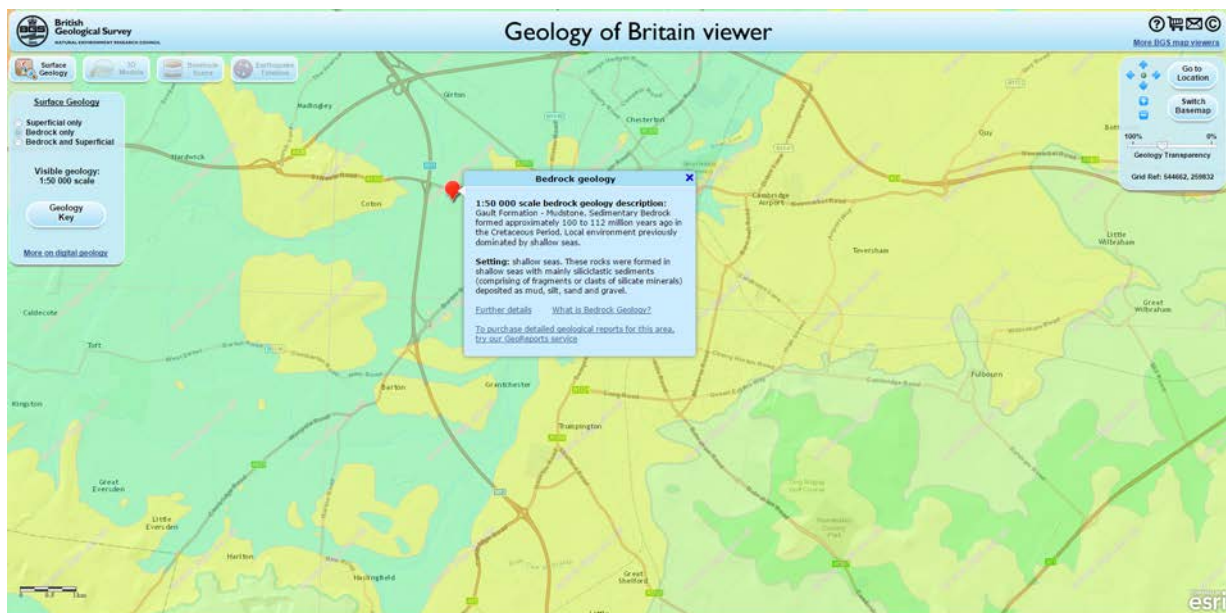 British
Geological Survey
NATURAL ENVIRONMENT RESEARCH COUNCIL
Geology of Britain viewer
More BGS map viewers
Surface
Geology
3D
Models
Borehole
Scans
Earthquake
Timeline
Surface Geology
Superficial only
Bedrock only
Bedrock and Superficial
Visible geology:
1:50 000 scale
Geology
Key
More on digital geology
Go to
Location
Switch
Basemap
100% 0%
Geology Transparency
Grid Ref: 544662, 259832
Bedrock geology
1:50 000 scale bedrock geology description:
Gault Formation - Mudstone. Sedimentary Bedrock
formed approximately 100 to 112 million years ago in
the Cretaceous Period. Local environment previously
dominated by shallow seas.
Setting: shallow seas. These rocks were formed in
shallow seas with mainly siliciclastic sediments
(comprising of fragments or clasts of silicate minerals)
deposited as mud, silt, sand and gravel.
Further details What is Bedrock Geology?
To purchase detailed geological reports for this area,
try our GeoReports service
Madingley
Girton
Chesterton
Hardwick
Coton
Quy
Cambridge
Airport
Teversham
Little
Wilbraham
Great
Wilbraham
Caldecote
Toft
Kingston
Barton
Grantchester
Trumpington
Fulbourn
Great
Eversden
Little
Eversden
Harlton
Haslingfield
Great
Shelford
Little
esri